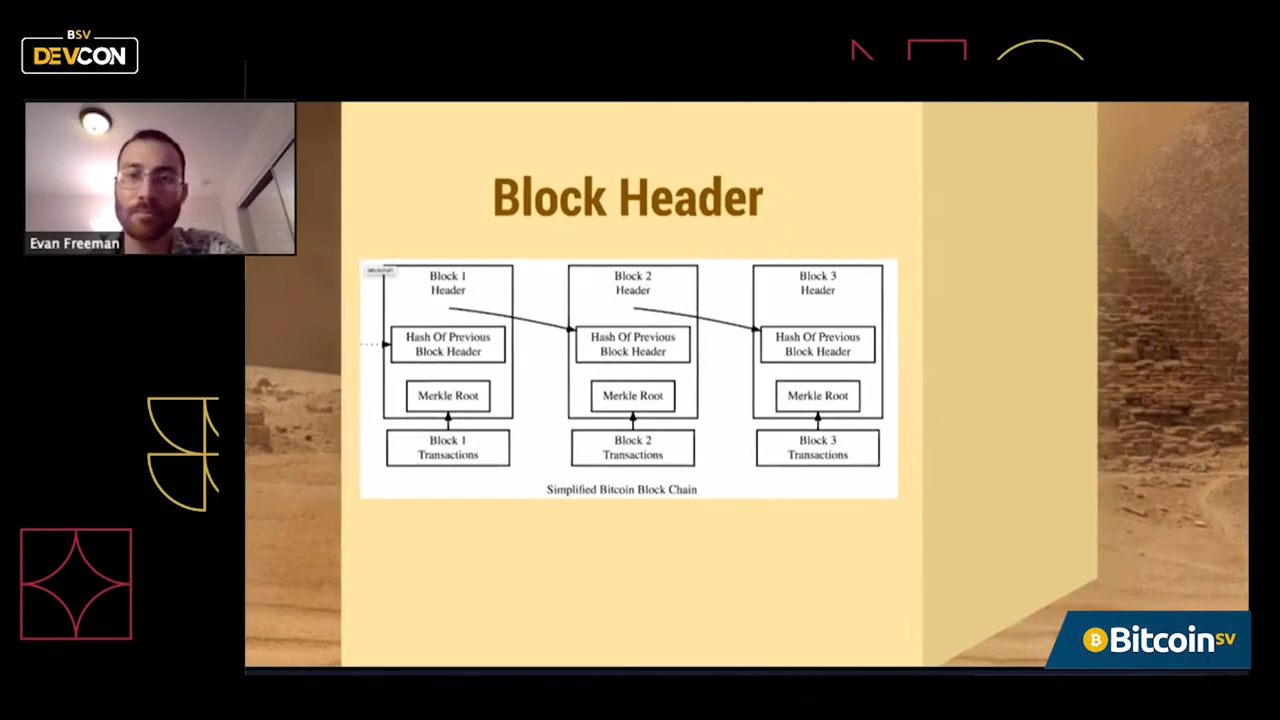 BSV
DEVCON
Evan Freeman
Block Header
Block 1
Header
Block 2
Header
Block 3
Header
Hash Of Previous
Block Header
Hash Of Previous
Block Header
Hash Of Previous
Block Header
Merkle Root
Merkle Root
Merkle Root
Block 1
Transactions
Block 2
Transactions
Block 3
Transactions
Simplified Bitcoin Block Chain
Bitcoin SV